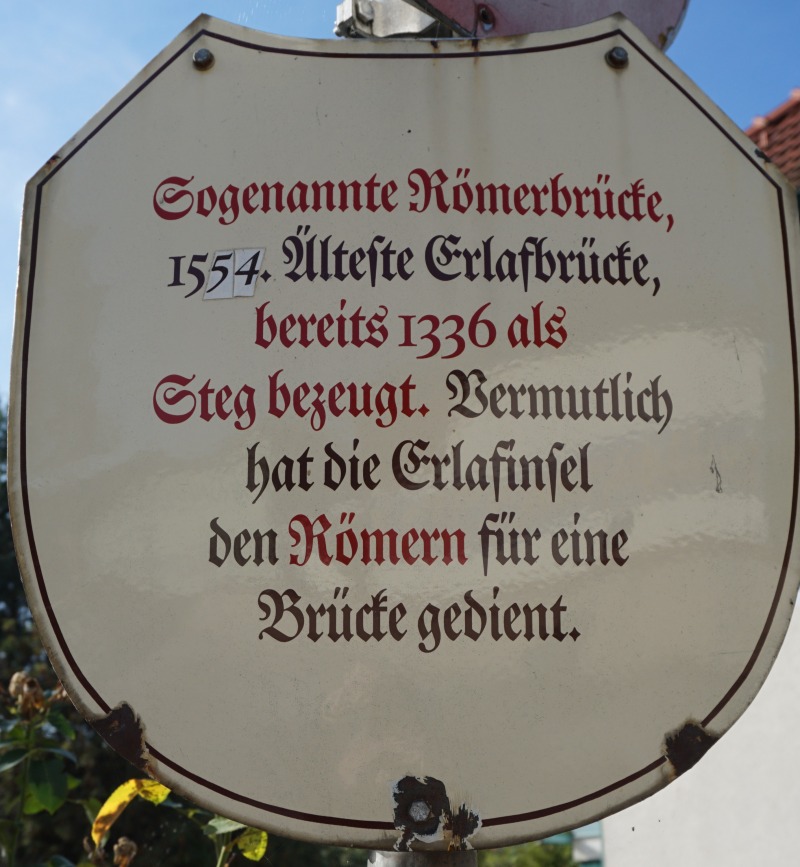 Sogenannte Römerbrücke,
1554. Älteſte Erlafbrücke,
bereits 1336 als
Steg bezeugt. Vermutlich
hat die Erlafinſel
den Römern für eine
Brücke gedient.